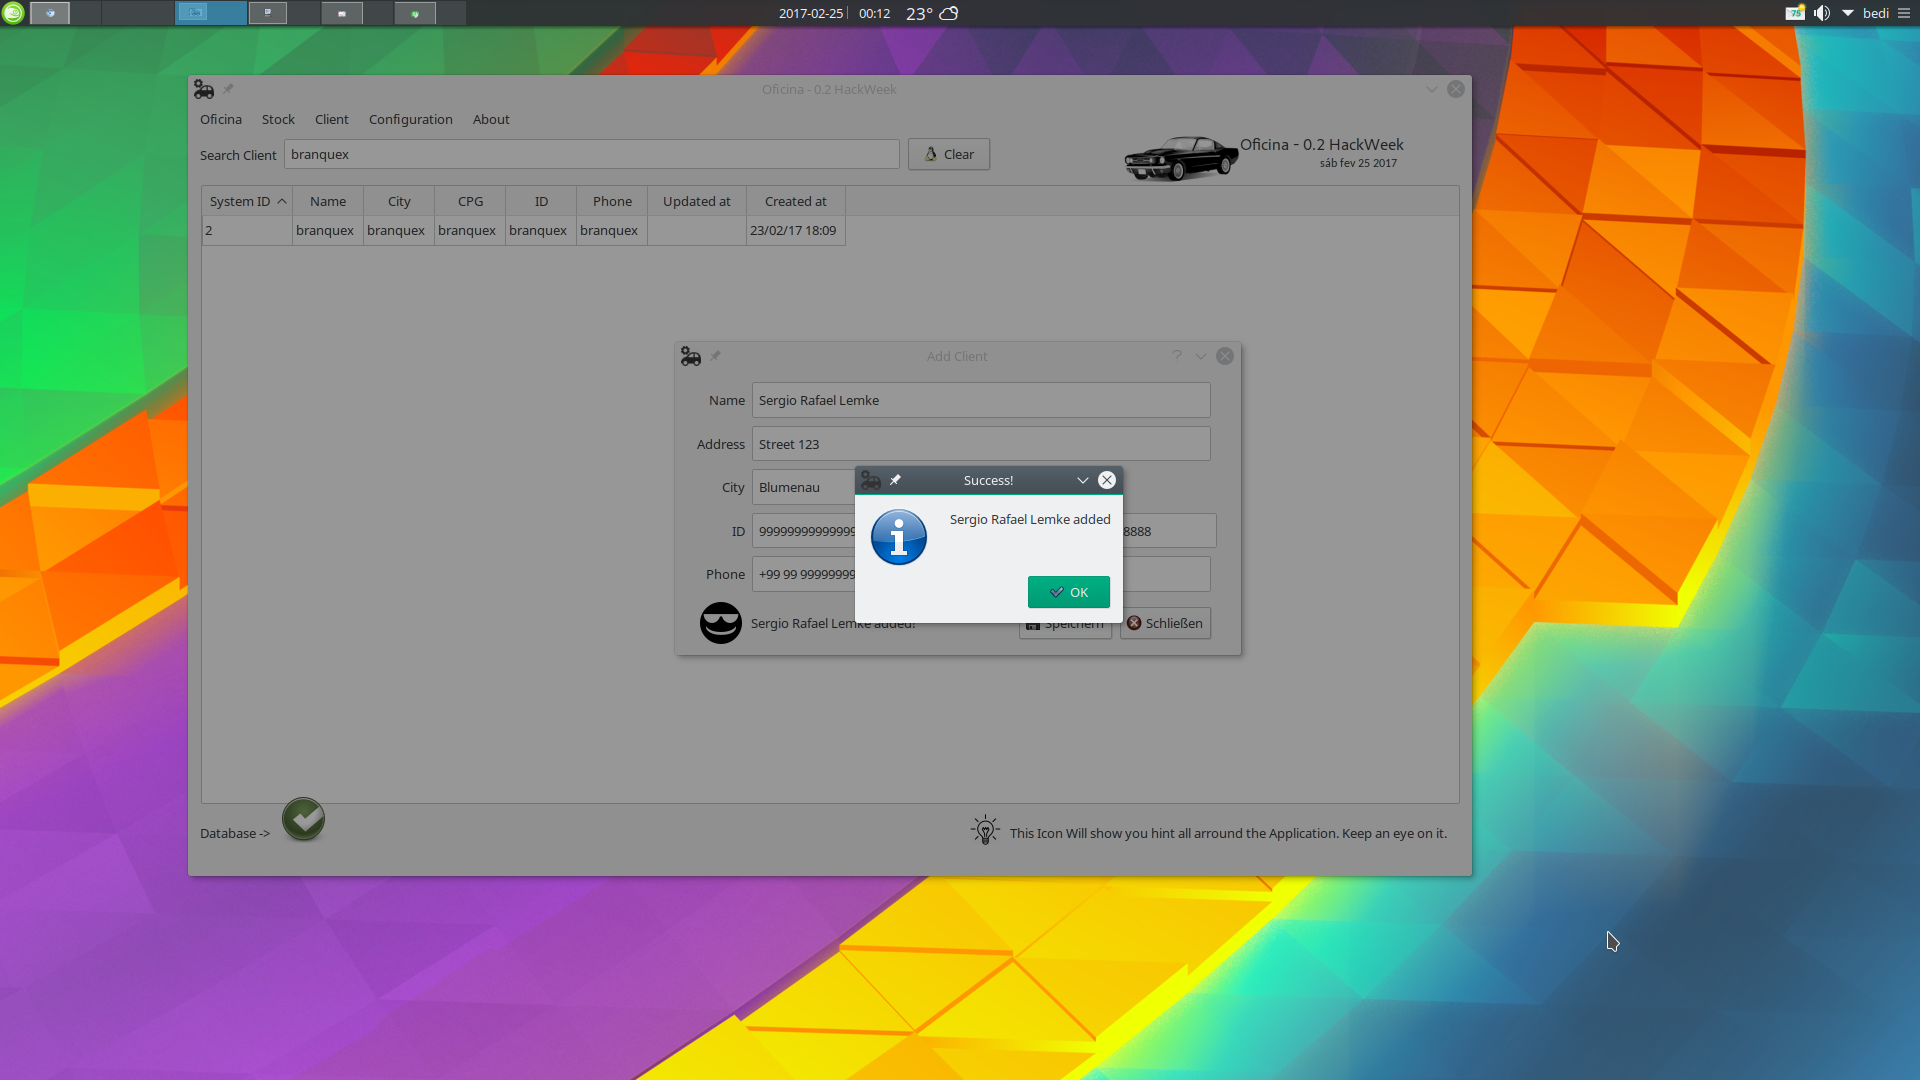 2017-02-25 00:12 23°
75 bedi
Oficina - 0.2 HackWeek
Oficina Stock Client Configuration About
Search Client branquex Clear
Oficina - 0.2 HackWeek
sáb fev 25 2017
System ID Name City CPG ID Phone Updated at Created at
2 branquex branquex branquex branquex branquex 23/02/17 18:09
Add Client
Name Sergio Rafael Lemke
Address Street 123
City Blumenau
Success!
Sergio Rafael Lemke added
OK
ID 99999999999999 8888
Phone +99 99 99999999
Sergio Rafael Lemke added! Speichern Schließen
Database ->
This Icon Will show you hint all arround the Application. Keep an eye on it.